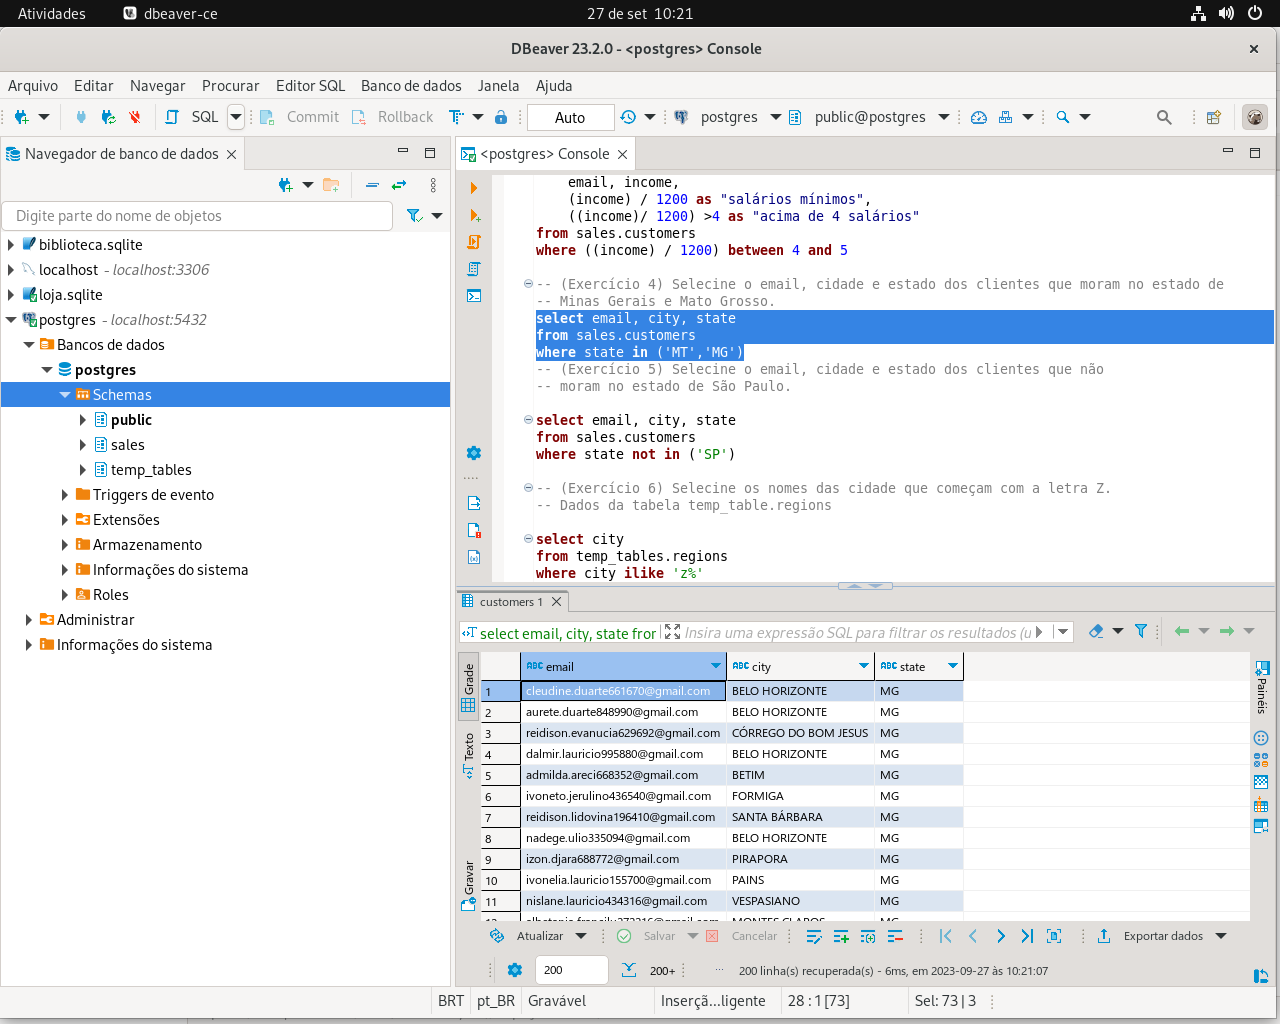 Atividades
dbeaver-ce
27 de set 10:21
DBeaver 23.2.0 - <postgres> Console
Arquivo Editar Navegar Procurar Editor SQL Banco de dados Janela Ajuda
SQL Commit Rollback Auto postgres public@postgres
Navegador de banco de dados
Digite parte do nome de objetos
biblioteca.sqlite
localhost - localhost:3306
loja.sqlite
postgres - localhost:5432
Bancos de dados
postgres
Schemas
public
sales
temp_tables
Triggers de evento
Extensões
Armazenamento
Informações do sistema
Roles
Administrar
Informações do sistema
<postgres> Console
email, income,
(income) / 1200 as "salários mínimos",
((income)/ 1200) >4 as "acima de 4 salários"
from sales.customers
where ((income) / 1200) between 4 and 5
-- (Exercício 4) Selecine o email, cidade e estado dos clientes que moram no estado de
-- Minas Gerais e Mato Grosso.
select email, city, state
from sales.customers
where state in ('MT','MG')
-- (Exercício 5) Selecine o email, cidade e estado dos clientes que não
-- moram no estado de São Paulo.
select email, city, state
from sales.customers
where state not in ('SP')
-- (Exercício 6) Selecine os nomes das cidade que começam com a letra Z.
-- Dados da tabela temp_table.regions
select city
from temp_tables.regions
where city ilike 'z%'
customers 1
select email, city, state fror
Insira uma expressão SQL para filtrar os resultados (u
Grade
Texto
Gravar
Painéis
email city state
1 cleudine.duarte661670@gmail.com BELO HORIZONTE MG
2 aurete.duarte848990@gmail.com BELO HORIZONTE MG
3 reidison.evanucia629692@gmail.com CÓRREGO DO BOM JESUS MG
4 dalmir.lauricio995880@gmail.com BELO HORIZONTE MG
5 admilda.areci668352@gmail.com BETIM MG
6 ivoneto.jerulino436540@gmail.com FORMIGA MG
7 reidison.lidovina196410@gmail.com SANTA BÁRBARA MG
8 nadege.ulio335094@gmail.com BELO HORIZONTE MG
9 izon.djara688772@gmail.com PIRAPORA MG
10 ivonelia.lauricio155700@gmail.com PAINS MG
11 nislane.lauricio434316@gmail.com VESPASIANO MG
MONTES CLAROS MG
Atualizar Salvar Cancelar Exportar dados
200 200+ ... 200 linha(s) recuperada(s) - 6ms, em 2023-09-27 às 10:21:07
BRT pt_BR Gravável Inserçã...ligente 28 : 1 [73] Sel: 73 | 3